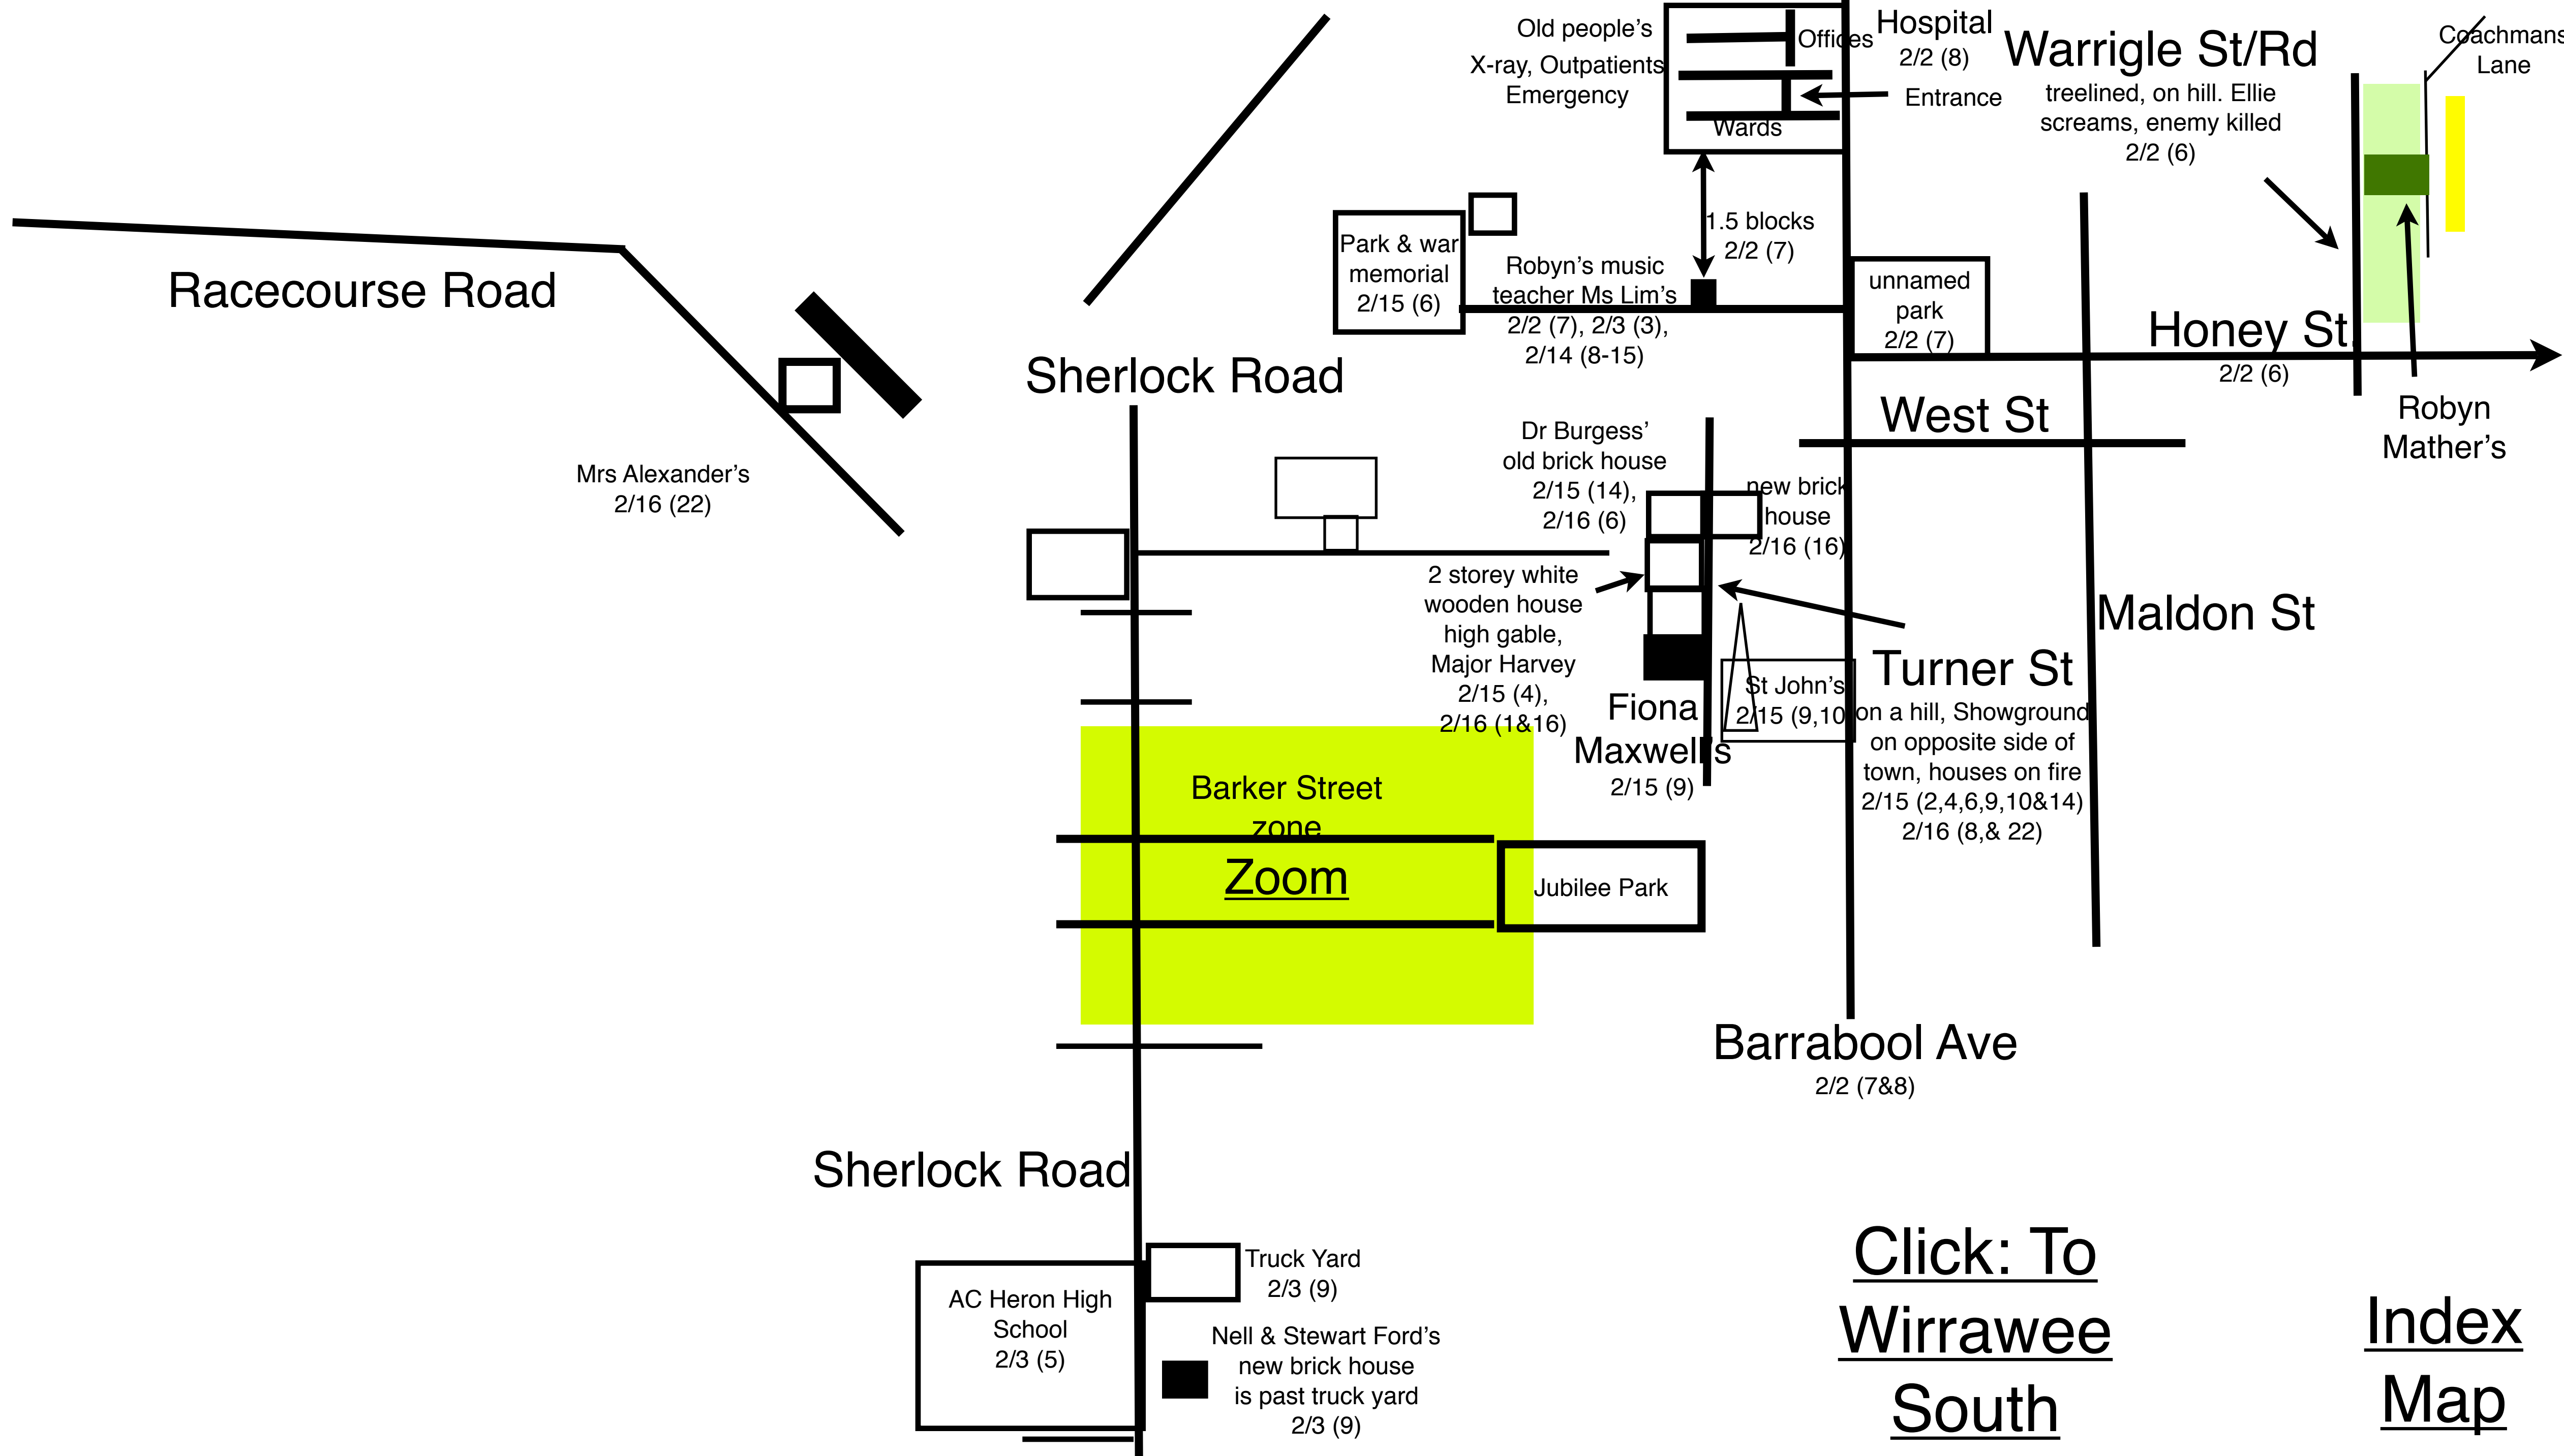 Old people’s
X-ray, Outpatients
Emergency
Offices
Wards
Hospital
2/2 (8)
Entrance
Warrigle St/Rd
treelined, on hill. Ellie
screams, enemy killed
2/2 (6)
Coachmans
Lane
1.5 blocks
2/2 (7)
Park & war
memorial
2/15 (6)
Robyn’s music
teacher Ms Lim’s
2/2 (7), 2/3 (3),
2/14 (8-15)
unnamed
park
2/2 (7)
Honey St.
2/2 (6)
Racecourse Road
Sherlock Road
West St
Robyn
Mather’s
Mrs Alexander’s
2/16 (22)
Dr Burgess’
old brick house
2/15 (14),
2/16 (6)
new brick
house
2/16 (16)
2 storey white
wooden house
high gable,
Major Harvey
2/15 (4),
2/16 (1&16)
Maldon St
Fiona
Maxwell’s
2/15 (9)
St John’s
2/15 (9,10
Turner St
on a hill, Showground
on opposite side of
town, houses on fire
2/15 (2,4,6,9,10&14)
2/16 (8,& 22)
Barker Street
zone
Zoom
Jubilee Park
Barrabool Ave
2/2 (7&8)
Sherlock Road
Truck Yard
2/3 (9)
AC Heron High
School
2/3 (5)
Nell & Stewart Ford’s
new brick house
is past truck yard
2/3 (9)
Click: To
Wirrawee
South
Index
Map